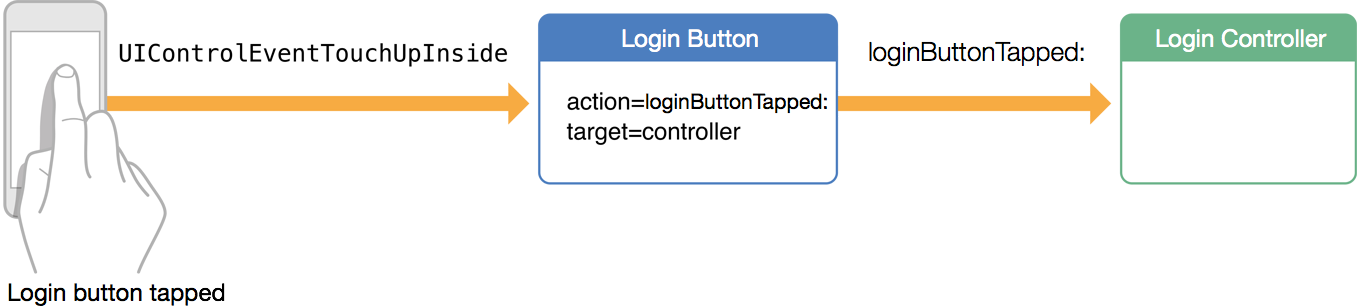 UIControlEventTouchUpInside
Login Button
loginButtonTapped:
Login Controller
action=loginButtonTapped:
target=controller
Login button tapped